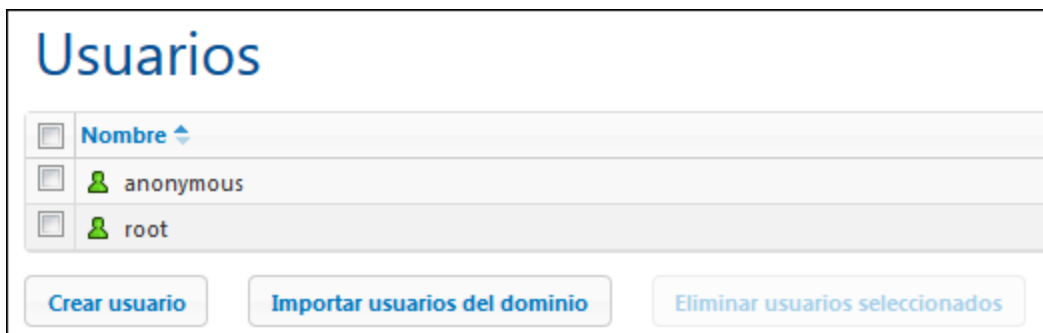 Usuarios
Nombre
anonymous
root
Crear usuario Importar usuarios del dominio Eliminar usuarios seleccionados